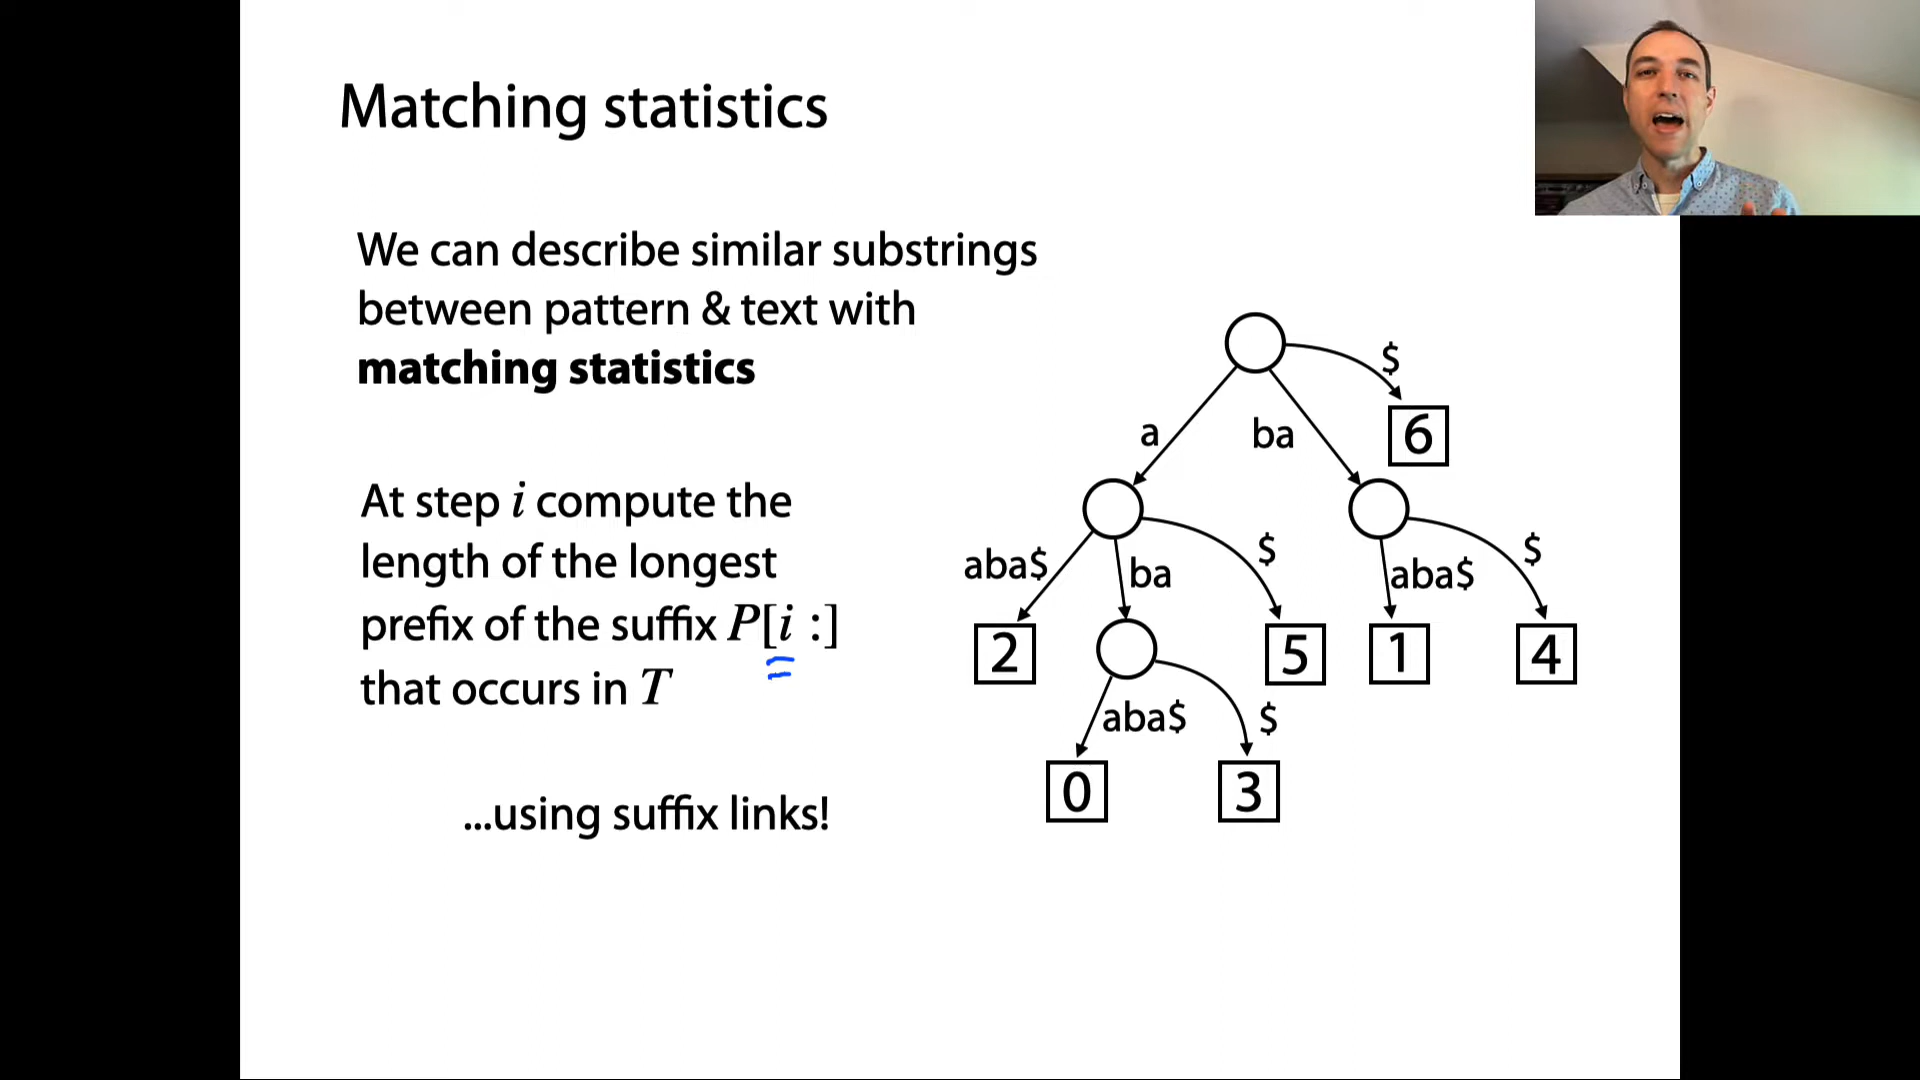 Matching statistics
We can describe similar substrings
between pattern & text with
matching statistics
At step i compute the
length of the longest
prefix of the suffix P[i :]
that occurs in T
...using suffix links!
$
6
a
ba
aba$
ba
$
aba$
$
2
5
1
4
aba$
$
0
3